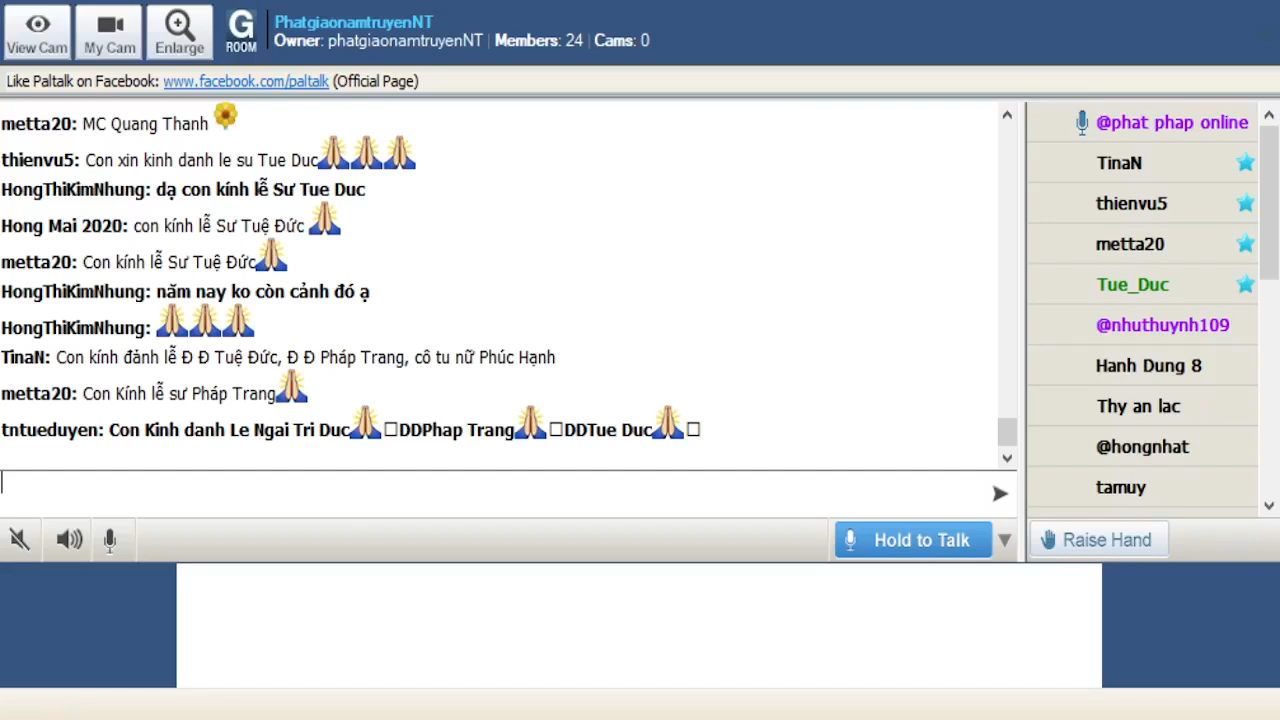 View Cam
My Cam
Enlarge
G
ROOM
PhatgiaonamtruyenNT
Owner: phatgiaonamtruyenNT | Members: 24 | Cams: 0
Like Paltalk on Facebook: www.facebook.com/paltalk (Official Page)
metta20: MC Quang Thanh
thienvu5: Con xin kinh danh le su Tue Duc
HongThiKimNhung: dạ con kính lễ Sư Tue Duc
Hong Mai 2020: con kính lễ Sư Tuệ Đức
metta20: Con kính lễ Sư Tuệ Đức
HongThiKimNhung: năm nay ko còn cảnh đó ạ
HongThiKimNhung:
TinaN: Con kính đảnh lễ Đ Đ Tuệ Đức, Đ Đ Pháp Trang, cô tu nữ Phúc Hạnh
metta20: Con Kính lễ sư Pháp Trang
tntueduyen: Con Kinh danh Le Ngai Tri Duc DDPhap Trang DDTue Duc
@phat phap online
TinaN
thienvu5
metta20
Tue_Duc
@nhuthuynh109
Hanh Dung 8
Thy an lac
@hongnhat
tamuy
Hold to Talk
Raise Hand